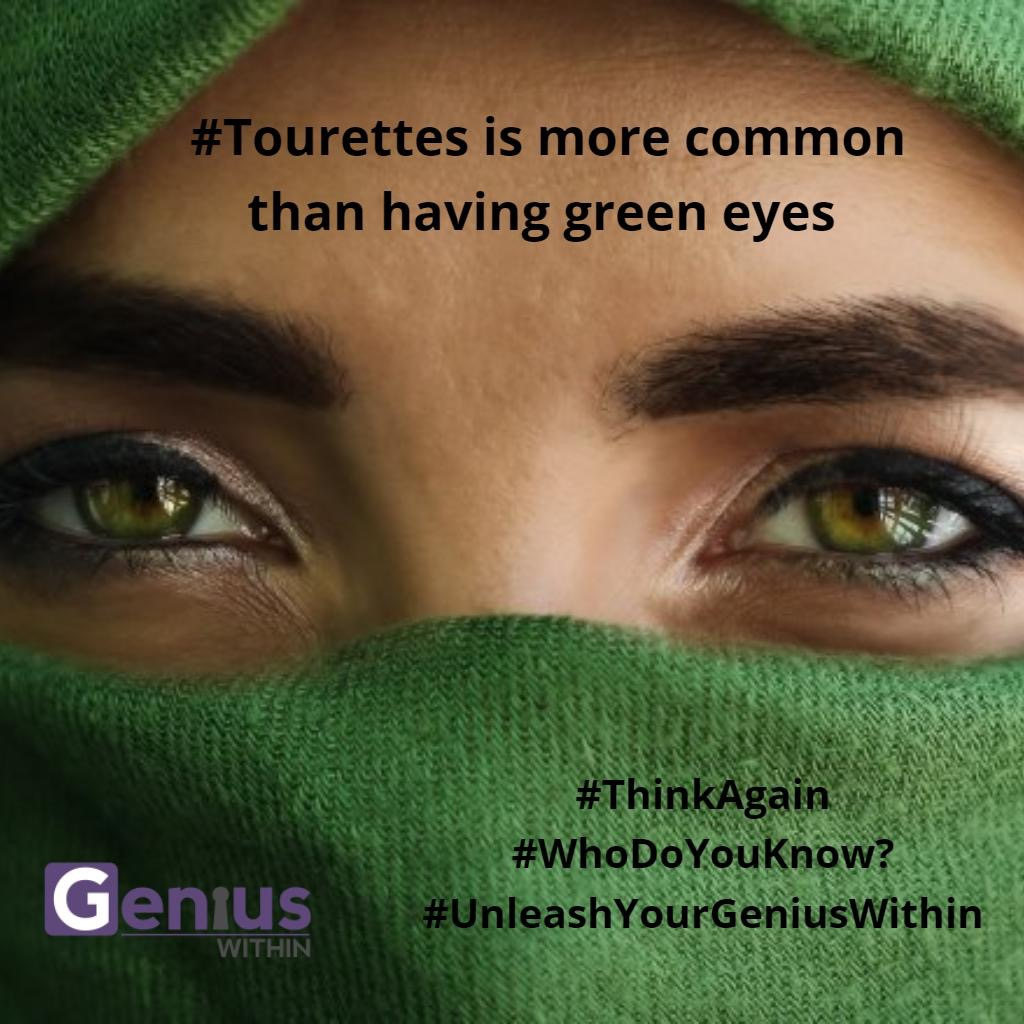 #Tourettes is more common
than having green eyes
#ThinkAgain
#WhoDoYouKnow?
#UnleashYourGeniusWithin
Genius
WITHIN